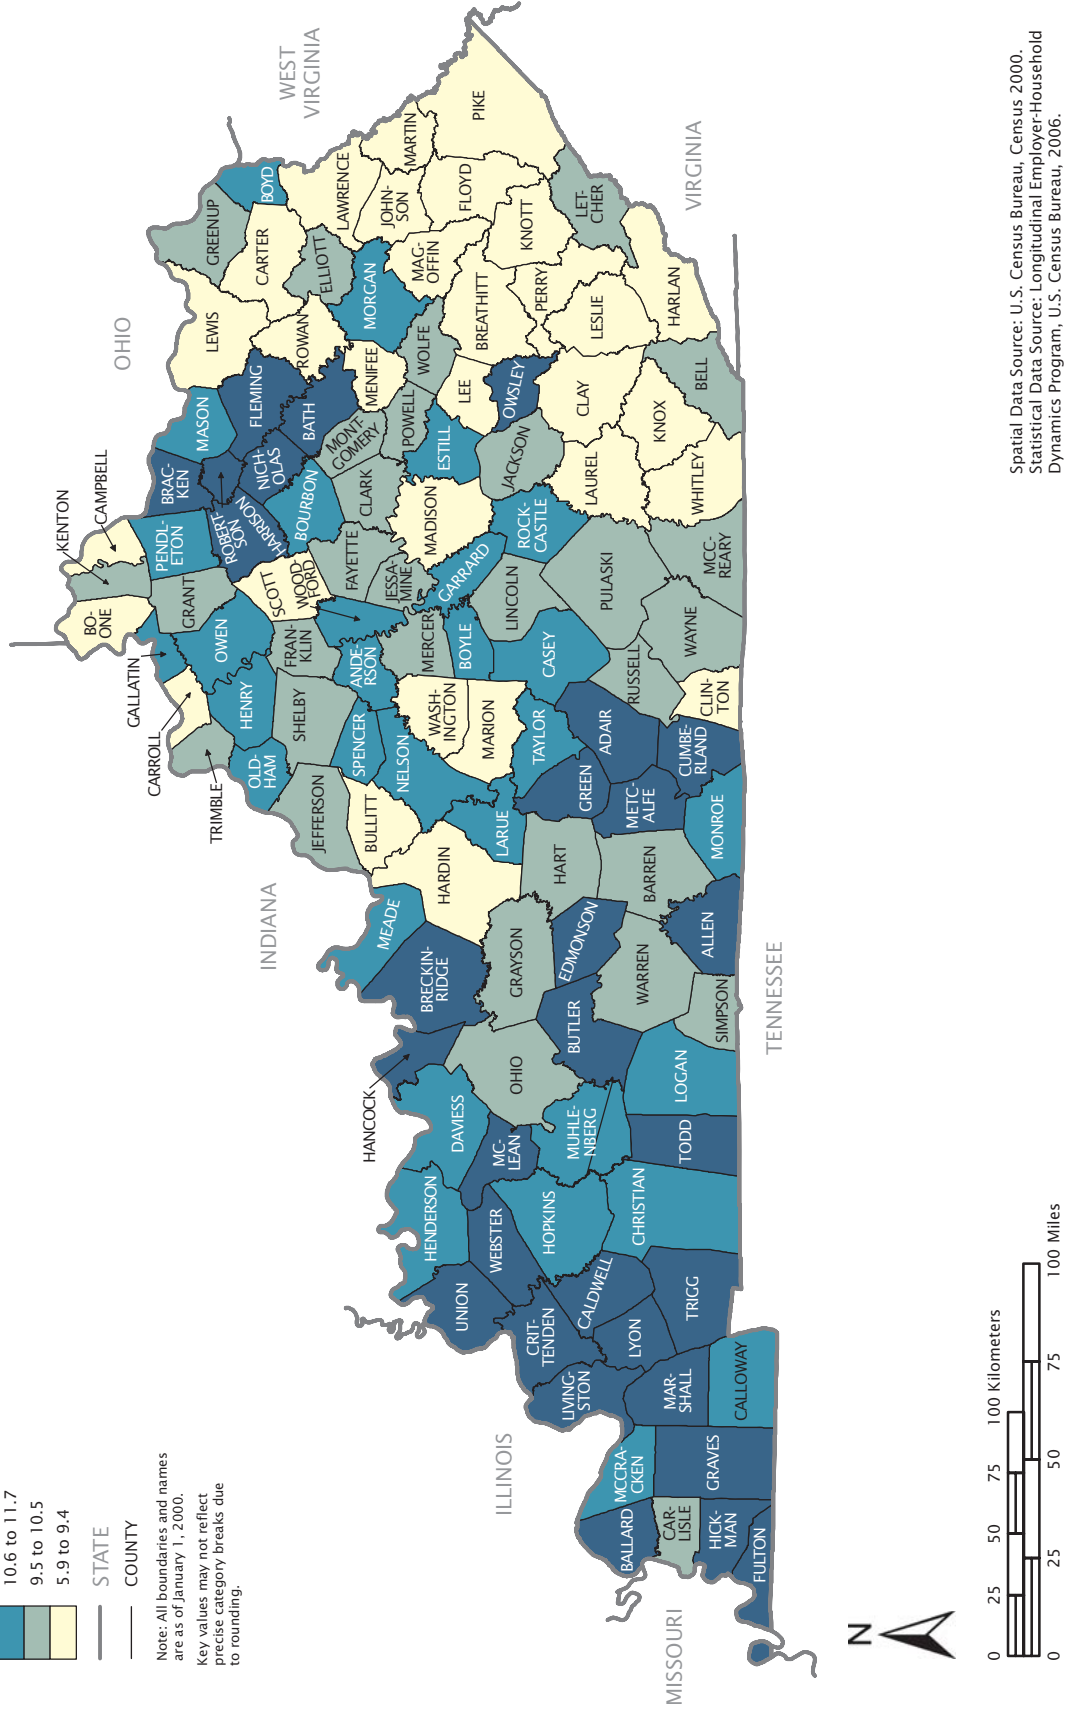 10.6 to 11.7
9.5 to 10.5
5.9 to 9.4
STATE
COUNTY
Note: All boundaries and names
are as of January 1, 2000.
Key values may not reflect
precise category breaks due
to rounding.
OHIO
WEST
VIRGINIA
VIRGINIA
INDIANA
ILLINOIS
MISSOURI
TENNESSEE
KENTON
CAMPBELL
BO-
ONE
GALLATIN
CARROLL
TRIMBLE
PENDL-
ETON
GRANT
OWEN
HENRY
OLD-
HAM
BRAC-
KEN
MASON
ROBERT-
SON
HARRISON
NICH-
OLAS
FLEMING
LEWIS
GREENUP
BOYD
CARTER
ELLIOTT
LAWRENCE
ROWAN
BATH
BOURBON
SCOTT
WOOD-
FORD
FRAN-
KLIN
SHELBY
JEFFERSON
SPENCER
ANDE-
RSON
FAYETTE
CLARK
MONT-
GOMERY
MENIFEE
MORGAN
JOHN-
SON
MARTIN
MAG-
OFFIN
FLOYD
PIKE
WOLFE
POWELL
ESTILL
MADISON
JESSA-
MINE
GARRARD
MERCER
BOYLE
WASH-
INGTON
NELSON
BULLITT
MEADE
HARDIN
BRECKIN-
RIDGE
HANCOCK
DAVIESS
HENDERSON
UNION
WEBSTER
MC-
LEAN
OHIO
GRAYSON
LARUE
MARION
TAYLOR
CASEY
LINCOLN
ROCK-
CASTLE
JACKSON
LEE
OWSLEY
BREATHITT
KNOTT
PERRY
LET-
CHER
LESLIE
CLAY
LAUREL
KNOX
HARLAN
BELL
WHITLEY
MCC-
REARY
PULASKI
WAYNE
RUSSELL
CLIN-
TON
ADAIR
CUMBE-
RLAND
GREEN
METC-
ALFE
MONROE
HART
BARREN
EDMONSON
ALLEN
WARREN
BUTLER
SIMPSON
LOGAN
MUHLE-
NBERG
TODD
HOPKINS
CHRISTIAN
CRIT-
TENDEN
CALDWELL
LYON
TRIGG
LIVING-
STON
MAR-
SHALL
CALLOWAY
MCCRA-
CKEN
GRAVES
BALLARD
CAR-
LISLE
HICK-
MAN
FULTON
N
0 25 50 75 100 Kilometers
0 25 50 75 100 Miles
Spatial Data Source: U.S. Census Bureau, Census 2000.
Statistical Data Source: Longitudinal Employer-Household
Dynamics Program, U.S. Census Bureau, 2006.